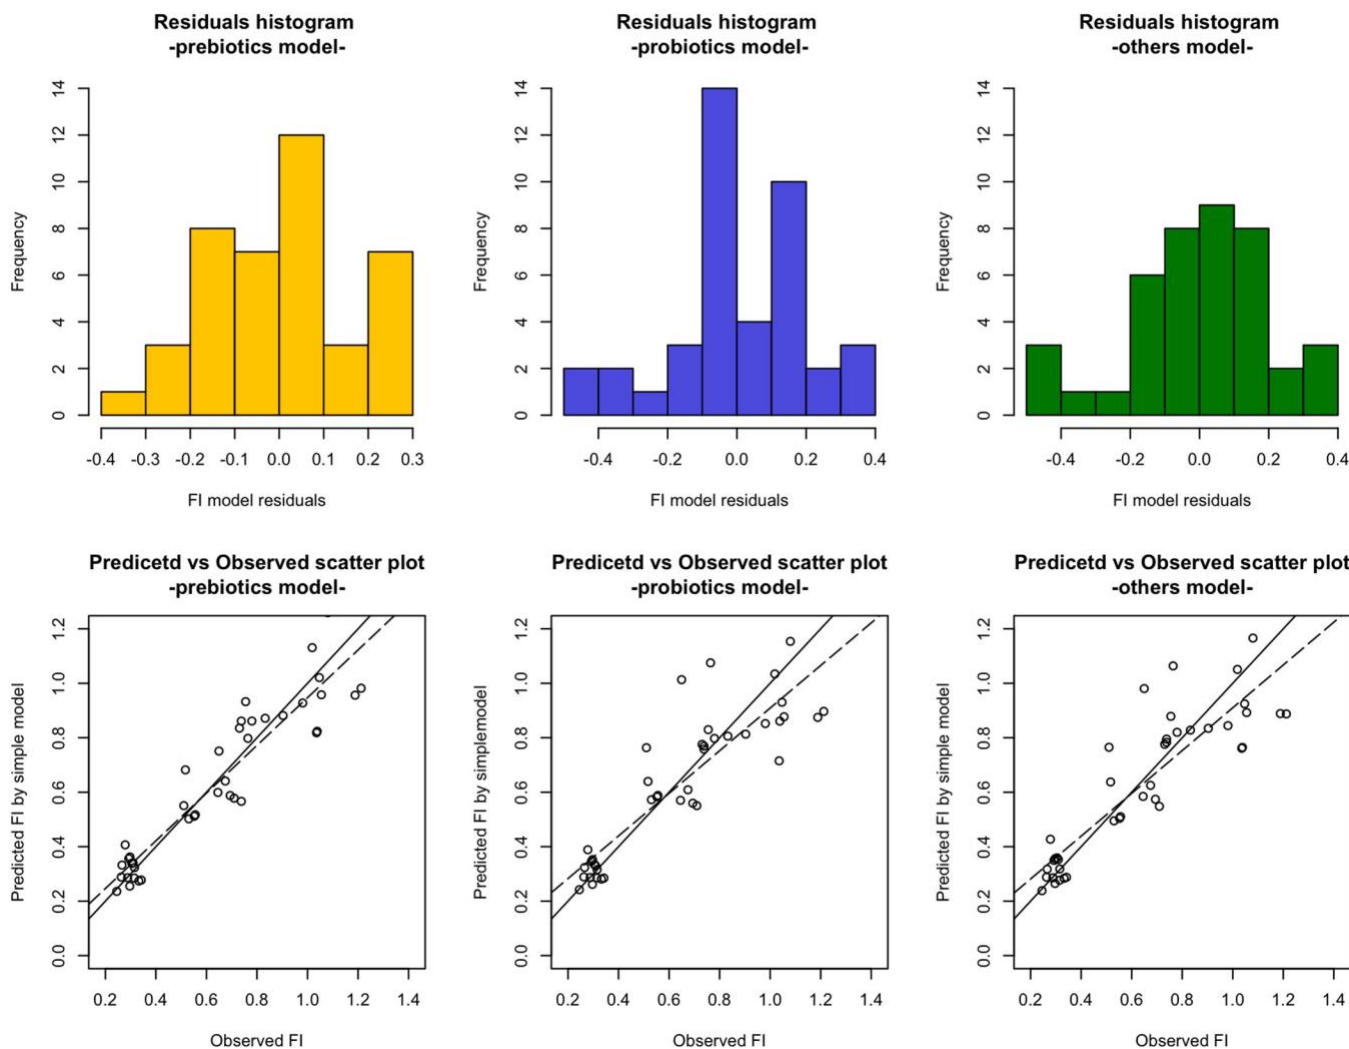 Residuals histogram
-prebiotics model-
Residuals histogram
-probiotics model-
Residuals histogram
-others model-
Frequency
14
12
10
8
6
4
2
0
-0.4 -0.3 -0.2 -0.1 0.0 0.1 0.2 0.3
FI model residuals
Frequency
14
12
10
8
6
4
2
0
-0.4 -0.2 0.0 0.2 0.4
FI model residuals
Frequency
14
12
10
8
6
4
2
0
-0.4 -0.2 0.0 0.2 0.4
FI model residuals
Predicetd vs Observed scatter plot
-prebiotics model-
Predicetd vs Observed scatter plot
-probiotics model-
Predicetd vs Observed scatter plot
-others model-
Predicted FI by simple model
1.2
1.0
0.8
0.6
0.4
0.2
0.0
0.2 0.4 0.6 0.8 1.0 1.2 1.4
Observed FI
Predicted FI by simplemodel
1.2
1.0
0.8
0.6
0.4
0.2
0.0
0.2 0.4 0.6 0.8 1.0 1.2 1.4
Observed FI
Predicted FI by simple model
1.2
1.0
0.8
0.6
0.4
0.2
0.0
0.2 0.4 0.6 0.8 1.0 1.2 1.4
Observed FI